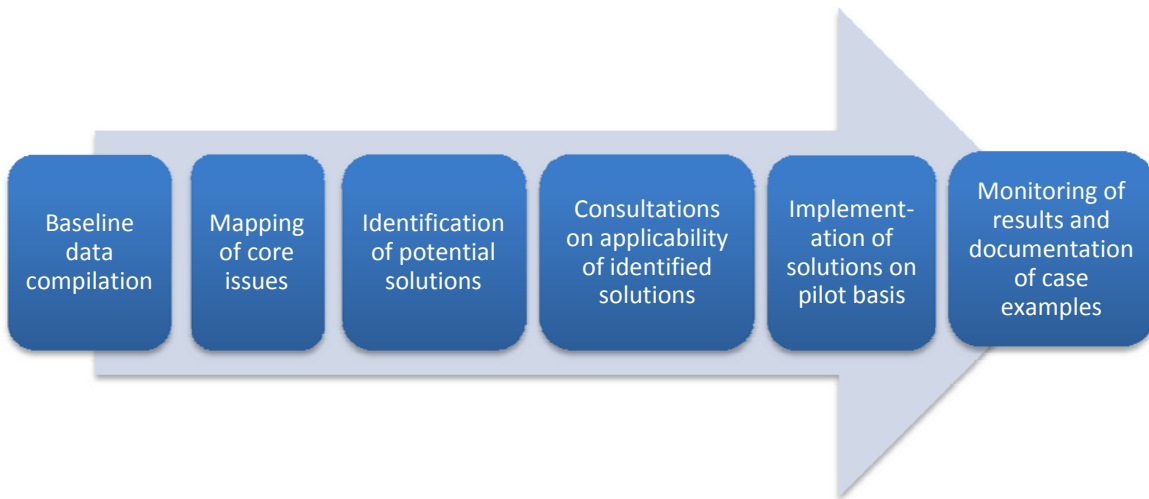 Baseline
data
compilation
Mapping
of core
issues
Identification
of potential
solutions
Consultations
on applicability
of identified
solutions
Implement-
ation of
solutions on
pilot basis
Monitoring of
results and
documentation
of case
examples